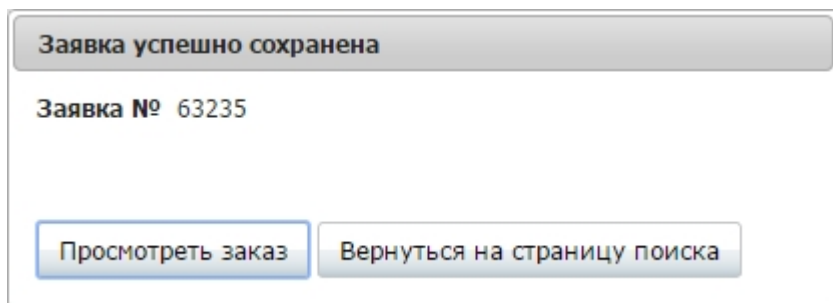 Заявка успешно сохранена
Заявка № 63235
Просмотреть заказ Вернуться на страницу поиска